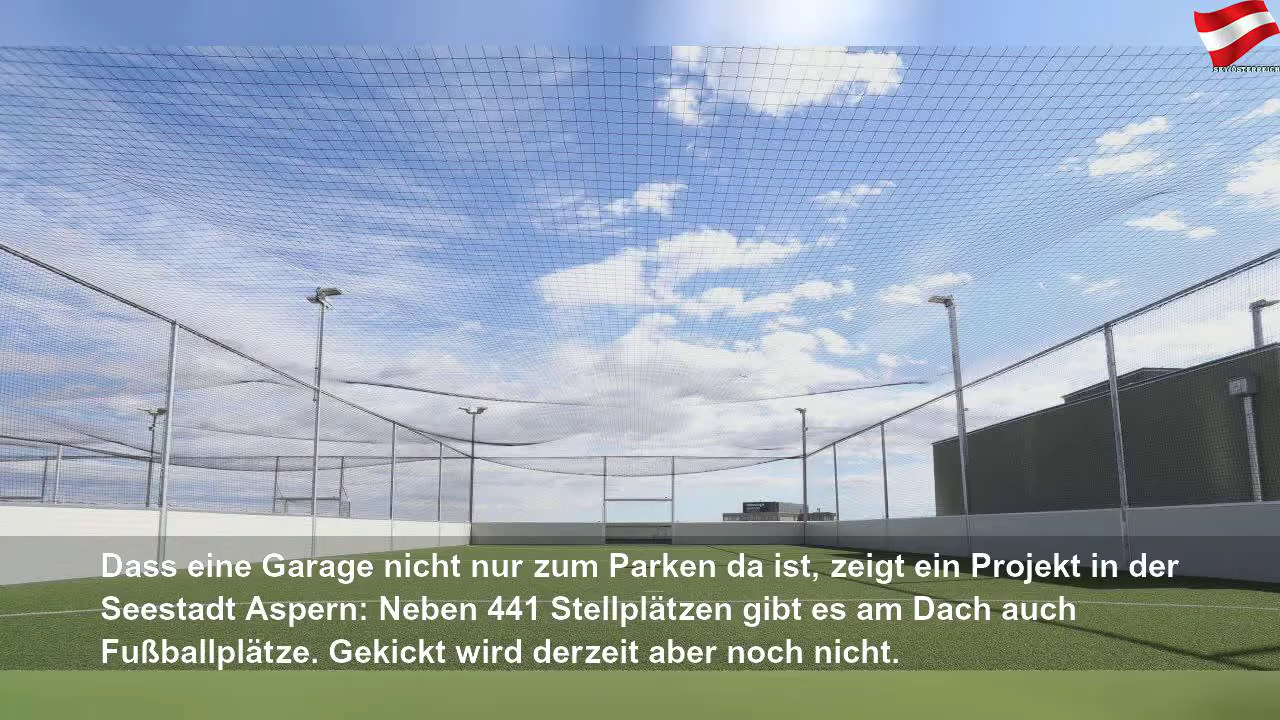 SKYÖSTERREICH
Dass eine Garage nicht nur zum Parken da ist, zeigt ein Projekt in der
Seestadt Aspern: Neben 441 Stellplätzen gibt es am Dach auch
Fußballplätze. Gekickt wird derzeit aber noch nicht.